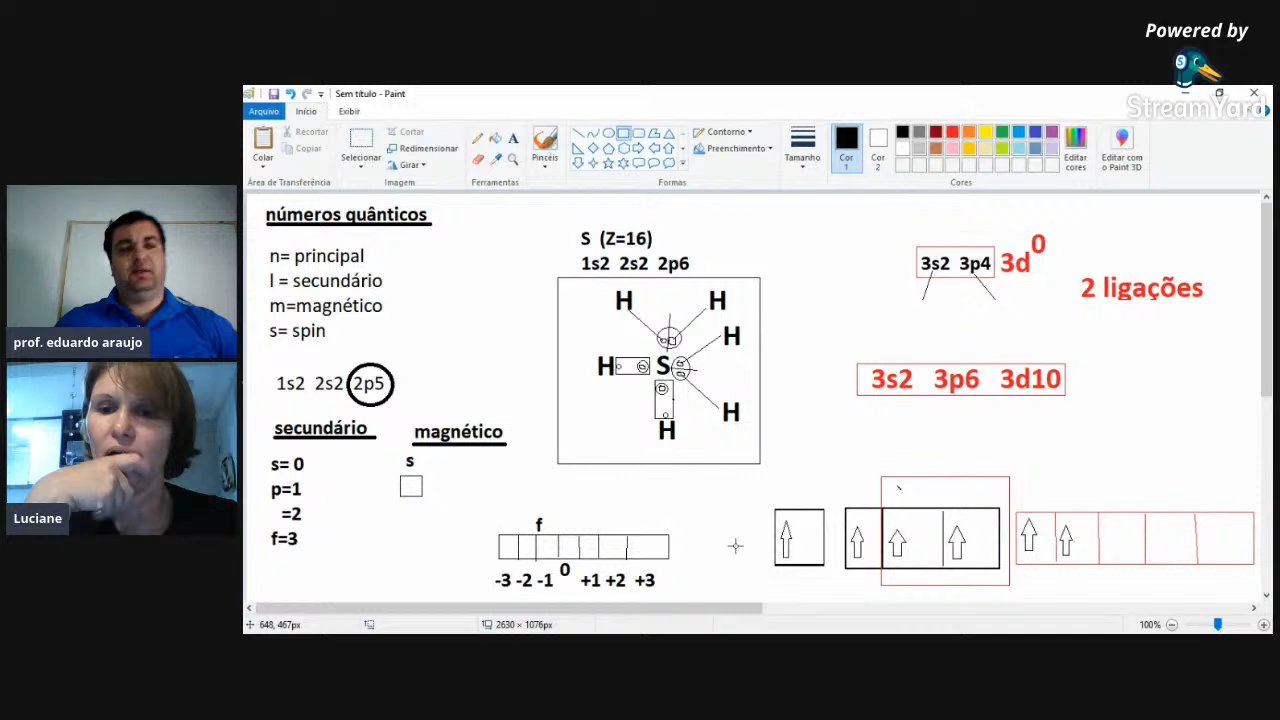 Powered by
StreamYard
Sem título - Paint
Arquivo
Início
Exibir
Colar
Recortar
Copiar
Área de Transferência
Selecionar
Cortar
Redimensionar
Girar
Imagem
Ferramentas
Pincéis
Formas
Contorno
Preenchimento
Tamanho
Cor 1
Cor 2
Cores
Editar cores
Editar com o Paint 3D
números quânticos
n= principal
l = secundário
m=magnético
s= spin
1s2 2s2 2p5
secundário
s= 0
p=1
=2
f=3
magnético
s
f
-3 -2 -1 0 +1 +2 +3
S (Z=16)
1s2 2s2 2p6
H H
H
H S
H
H
3s2 3p4 3d0
2 ligações
3s2 3p6 3d10
prof. eduardo araujo
Luciane
648, 467px
2630 × 1076px
100%